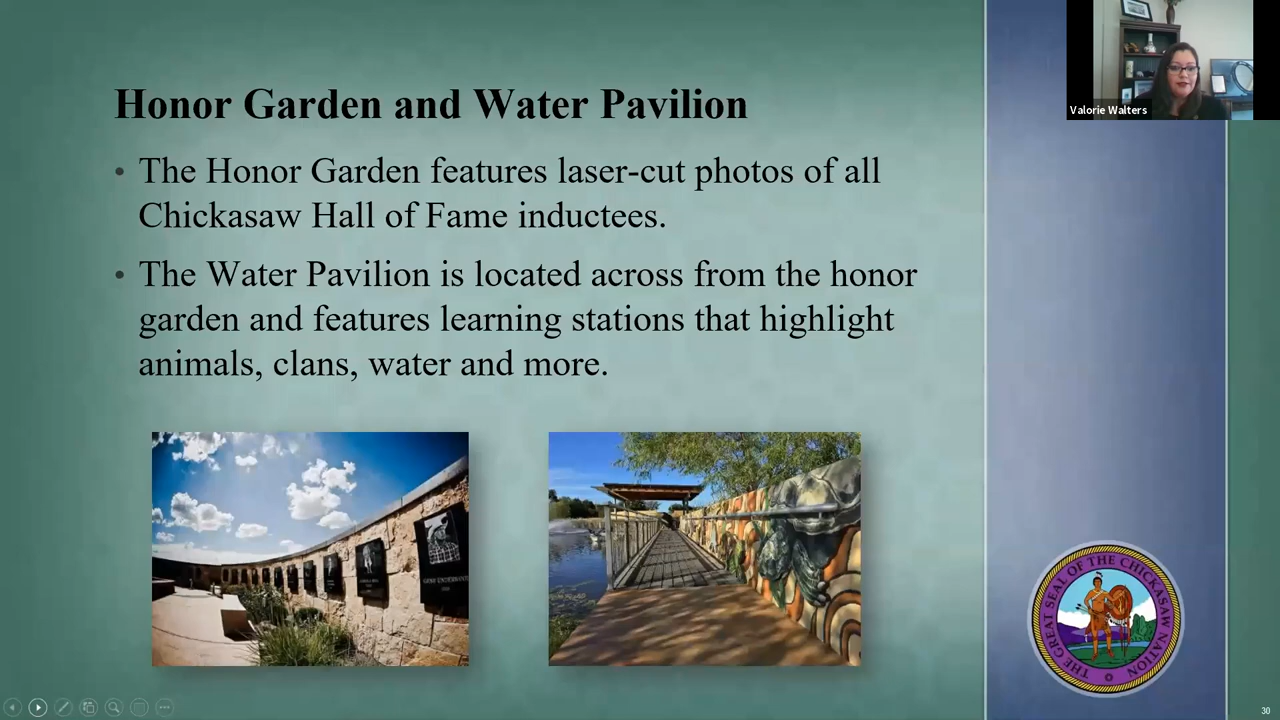 Honor Garden and Water Pavilion
• The Honor Garden features laser-cut photos of all
Chickasaw Hall of Fame inductees.
• The Water Pavilion is located across from the honor
garden and features learning stations that highlight
animals, clans, water and more.
Valorie Walters
THE GREAT SEAL OF THE CHICKASAW NATION
30